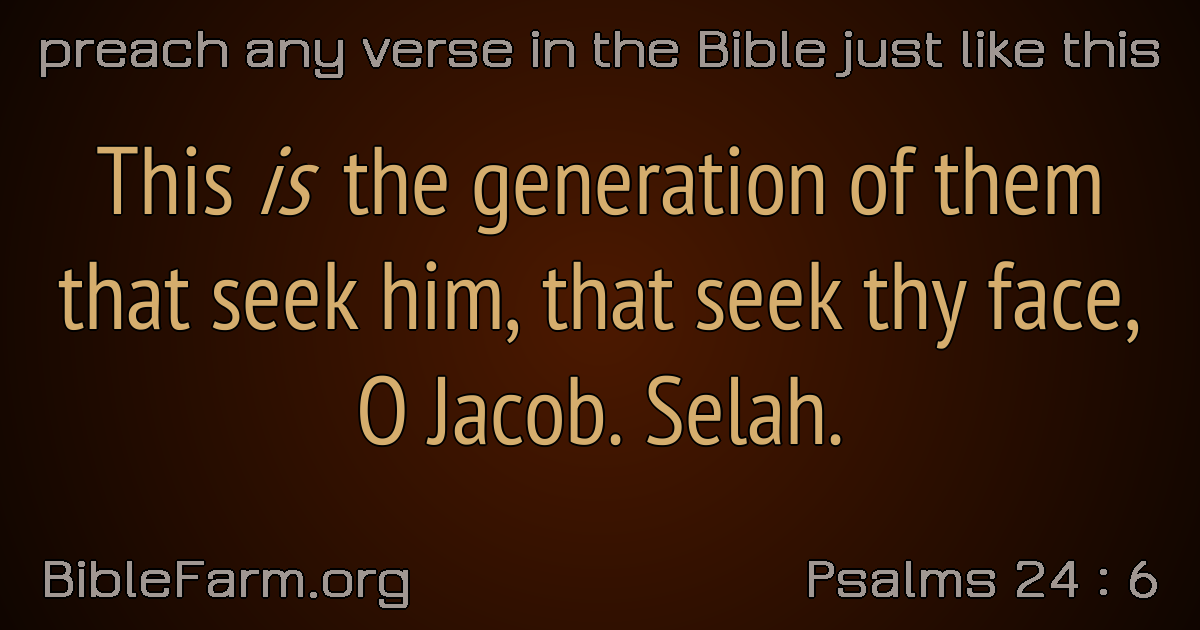 preach any verse in the Bible just like this
This is the generation of them
that seek him, that seek thy face,
O Jacob. Selah.
BibleFarm.org
Psalms 24 : 6